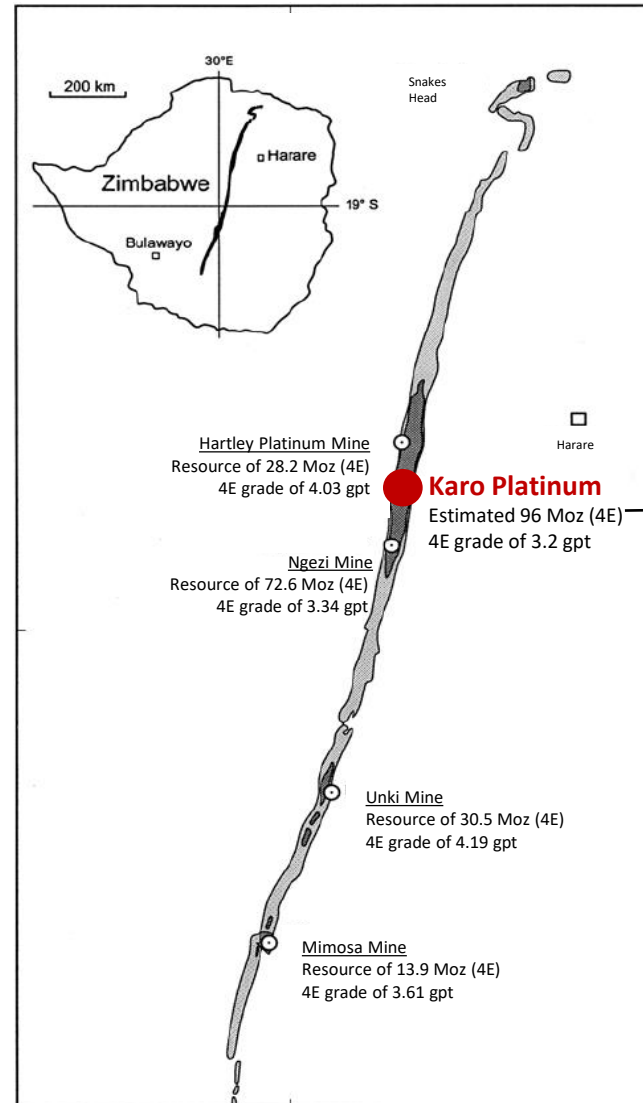 30°E
200 km
Harare
Zimbabwe
19° S
Bulawayo
Snakes
Head
Harare
Hartley Platinum Mine
Resource of 28.2 Moz (4E)
4E grade of 4.03 gpt
Karo Platinum
Estimated 96 Moz (4E)
4E grade of 3.2 gpt
Ngezi Mine
Resource of 72.6 Moz (4E)
4E grade of 3.34 gpt
Unki Mine
Resource of 30.5 Moz (4E)
4E grade of 4.19 gpt
Mimosa Mine
Resource of 13.9 Moz (4E)
4E grade of 3.61 gpt